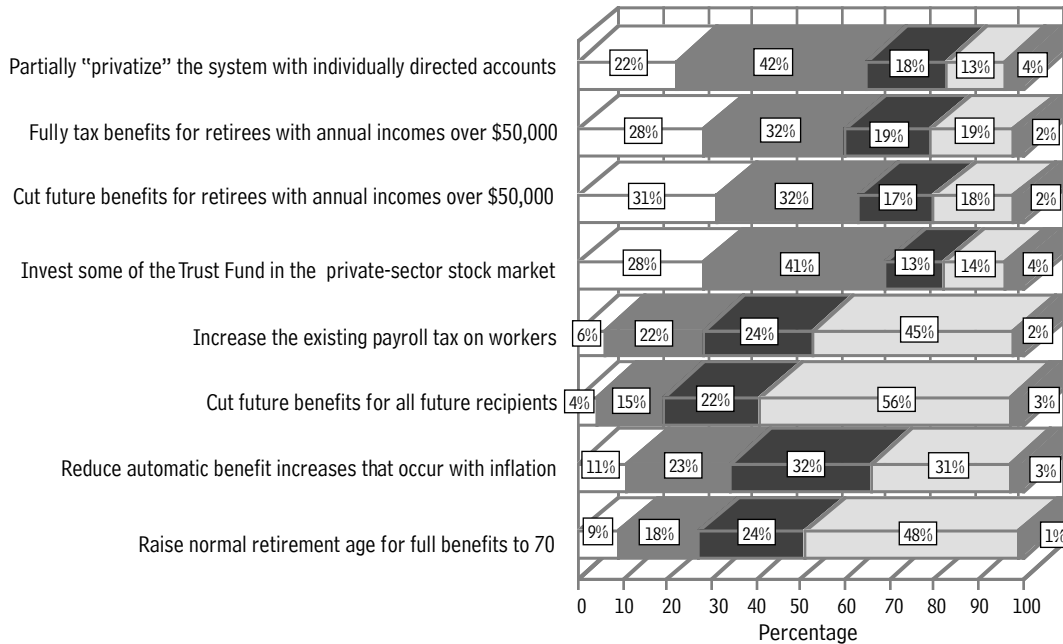 Partially "privatize" the system with individually directed accounts 22% 42% 18% 13% 4%
Fully tax benefits for retirees with annual incomes over $50,000 28% 32% 19% 19% 2%
Cut future benefits for retirees with annual incomes over $50,000 31% 32% 17% 18% 2%
Invest some of the Trust Fund in the private-sector stock market 28% 41% 13% 14% 4%
Increase the existing payroll tax on workers 6% 22% 24% 45% 2%
Cut future benefits for all future recipients 4% 15% 22% 56% 3%
Reduce automatic benefit increases that occur with inflation 11% 23% 32% 31% 3%
Raise normal retirement age for full benefits to 70 9% 18% 24% 48% 1%
0 10 20 30 40 50 60 70 80 90 100
Percentage